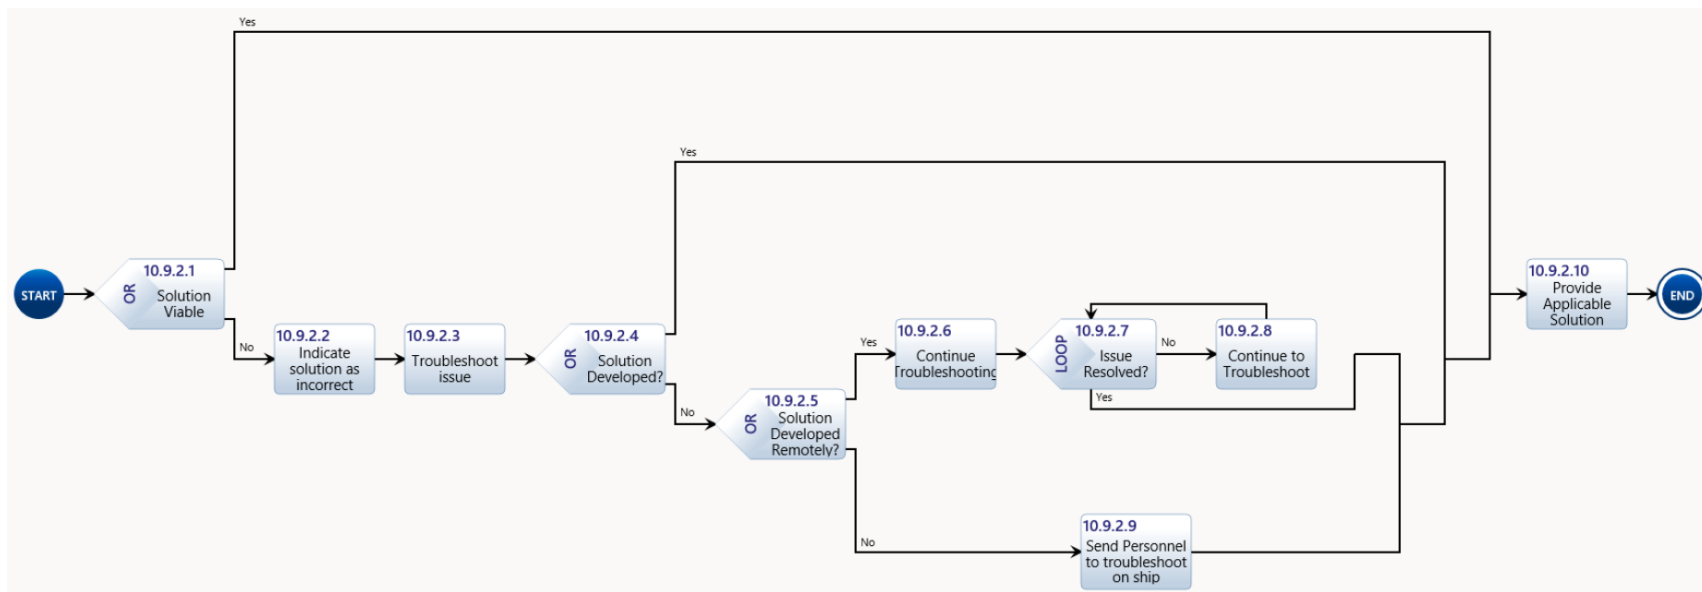 Yes
Yes
START
OR
10.9.2.1
Solution
Viable
No
10.9.2.2
Indicate
solution as
incorrect
10.9.2.3
Troubleshoot
issue
OR
10.9.2.4
Solution
Developed?
No
OR
10.9.2.5
Solution
Developed
Remotely?
Yes
10.9.2.6
Continue
Troubleshooting
LOOP
10.9.2.7
Issue
Resolved?
No
Yes
10.9.2.8
Continue to
Troubleshoot
No
10.9.2.9
Send Personnel
to troubleshoot
on ship
10.9.2.10
Provide
Applicable
Solution
END